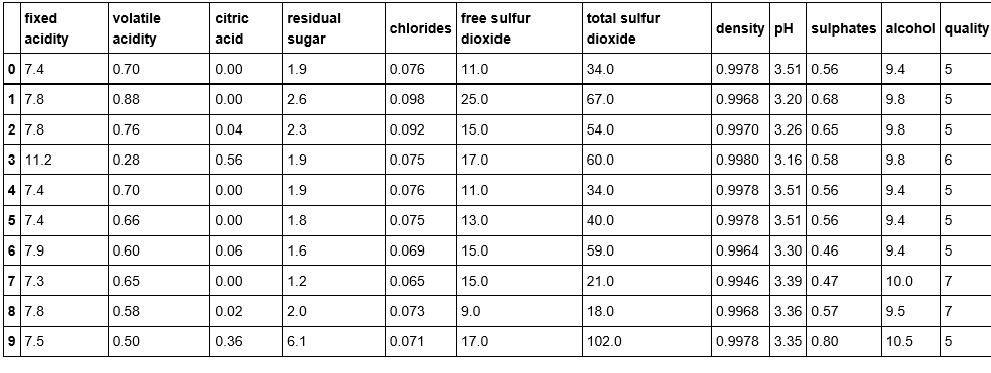 fixed acidity volatile acidity citric acid residual sugar chlorides free sulfur dioxide total sulfur dioxide density pH sulphates alcohol quality
0 7.4 0.70 0.00 1.9 0.076 11.0 34.0 0.9978 3.51 0.56 9.4 5
1 7.8 0.88 0.00 2.6 0.098 25.0 67.0 0.9968 3.20 0.68 9.8 5
2 7.8 0.76 0.04 2.3 0.092 15.0 54.0 0.9970 3.26 0.65 9.8 5
3 11.2 0.28 0.56 1.9 0.075 17.0 60.0 0.9980 3.16 0.58 9.8 6
4 7.4 0.70 0.00 1.9 0.076 11.0 34.0 0.9978 3.51 0.56 9.4 5
5 7.4 0.66 0.00 1.8 0.075 13.0 40.0 0.9978 3.51 0.56 9.4 5
6 7.9 0.60 0.06 1.6 0.069 15.0 59.0 0.9964 3.30 0.46 9.4 5
7 7.3 0.65 0.00 1.2 0.065 15.0 21.0 0.9946 3.39 0.47 10.0 7
8 7.8 0.58 0.02 2.0 0.073 9.0 18.0 0.9968 3.36 0.57 9.5 7
9 7.5 0.50 0.36 6.1 0.071 17.0 102.0 0.9978 3.35 0.80 10.5 5